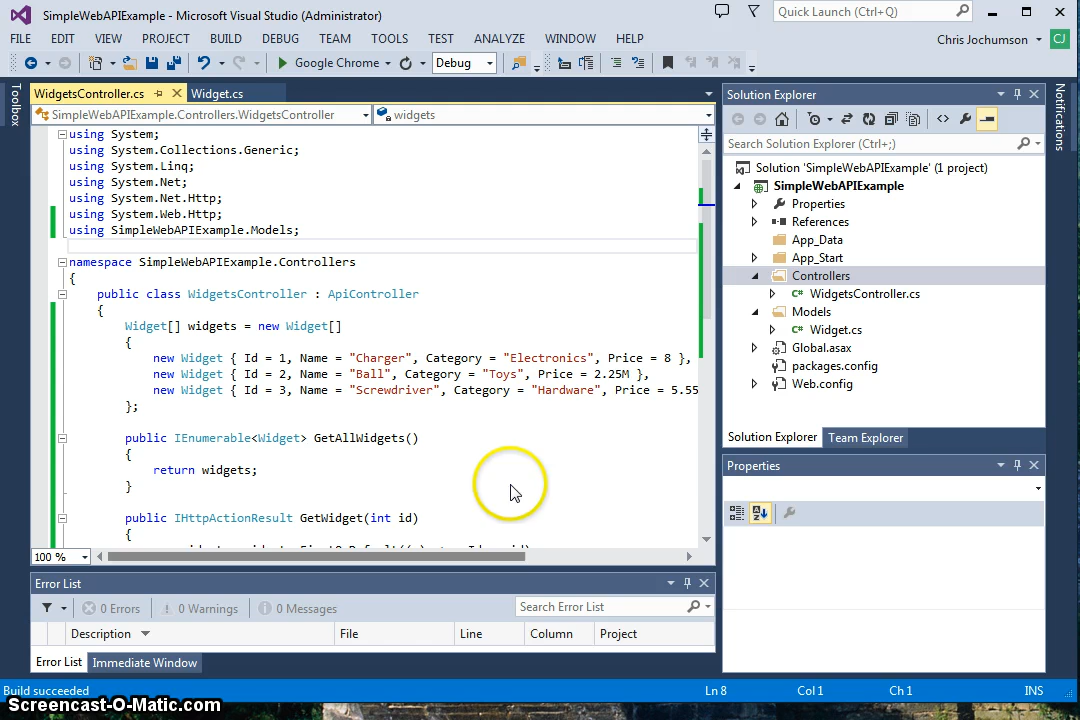 SimpleWebAPIExample - Microsoft Visual Studio (Administrator)
Quick Launch (Ctrl+Q)
FILE EDIT VIEW PROJECT BUILD DEBUG TEAM TOOLS TEST ANALYZE WINDOW HELP
Chris Jochumson CJ
Google Chrome Debug
Toolbox
WidgetsController.cs Widget.cs
SimpleWebAPIExample.Controllers.WidgetsController widgets
using System;
using System.Collections.Generic;
using System.Linq;
using System.Net;
using System.Net.Http;
using System.Web.Http;
using SimpleWebAPIExample.Models;
namespace SimpleWebAPIExample.Controllers
{
public class WidgetsController : ApiController
{
Widget[] widgets = new Widget[]
{
new Widget { Id = 1, Name = "Charger", Category = "Electronics", Price = 8 },
new Widget { Id = 2, Name = "Ball", Category = "Toys", Price = 2.25M },
new Widget { Id = 3, Name = "Screwdriver", Category = "Hardware", Price = 5.55
};
public IEnumerable<Widget> GetAllWidgets()
{
return widgets;
}
public IHttpActionResult GetWidget(int id)
{
100 %
Error List
0 Errors 0 Warnings 0 Messages
Search Error List
Description File Line Column Project
Error List Immediate Window
Solution Explorer
Search Solution Explorer (Ctrl+;)
Solution 'SimpleWebAPIExample' (1 project)
SimpleWebAPIExample
Properties
References
App_Data
App_Start
Controllers
C# WidgetsController.cs
Models
C# Widget.cs
Global.asax
packages.config
Web.config
Solution Explorer Team Explorer
Properties
Notifications
Build succeeded Ln 8 Col 1 Ch 1 INS
Screencast-O-Matic.com